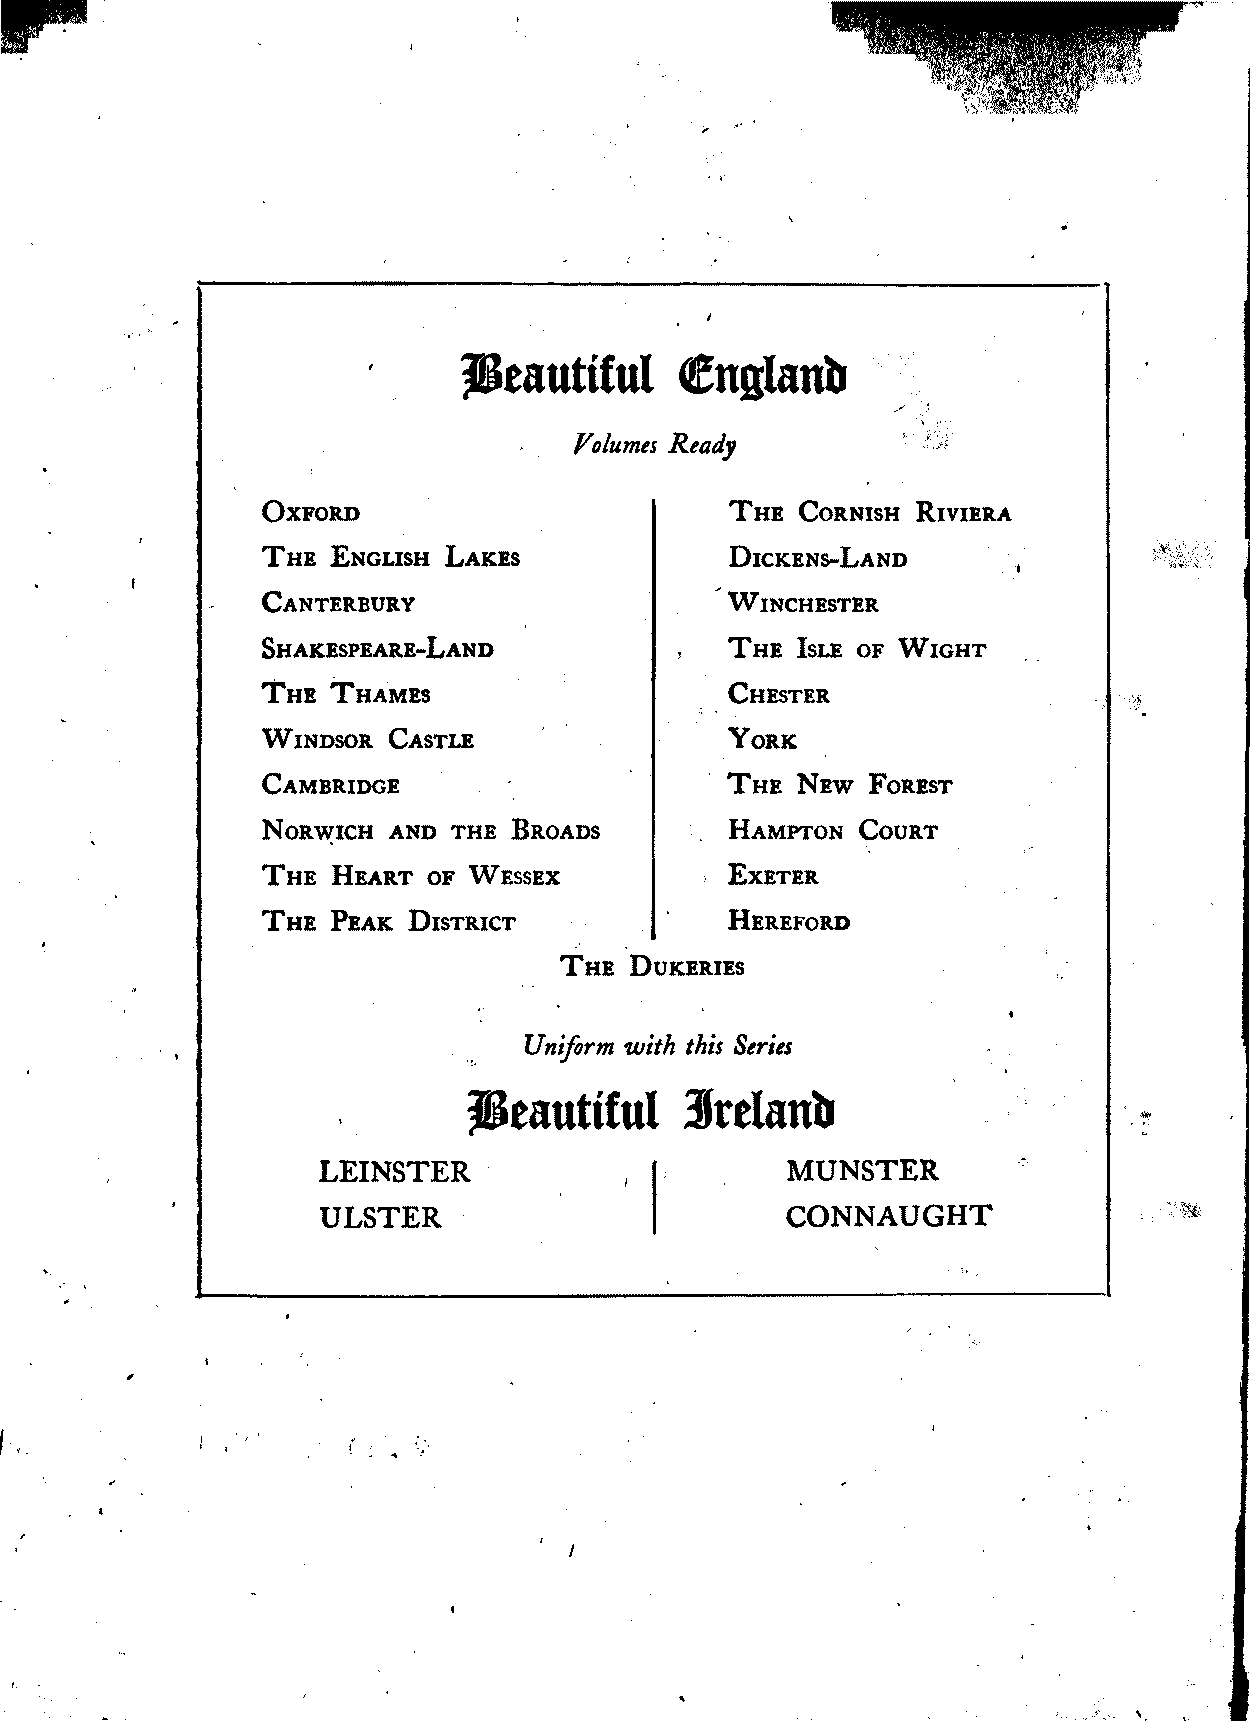 Beautiful England
Volumes Ready
Oxford
The English Lakes
Canterbury
Shakespeare-Land
The Thames
Windsor Castle
Cambridge
Norwich and the Broads
The Heart of Wessex
The Peak District
The Cornish Riviera
Dickens-Land
Winchester
The Isle of Wight
Chester
York
The New Forest
Hampton Court
Exeter
Hereford
The Dukeries
Uniform with this Series
Beautiful Ireland
LEINSTER
ULSTER
MUNSTER
CONNAUGHT